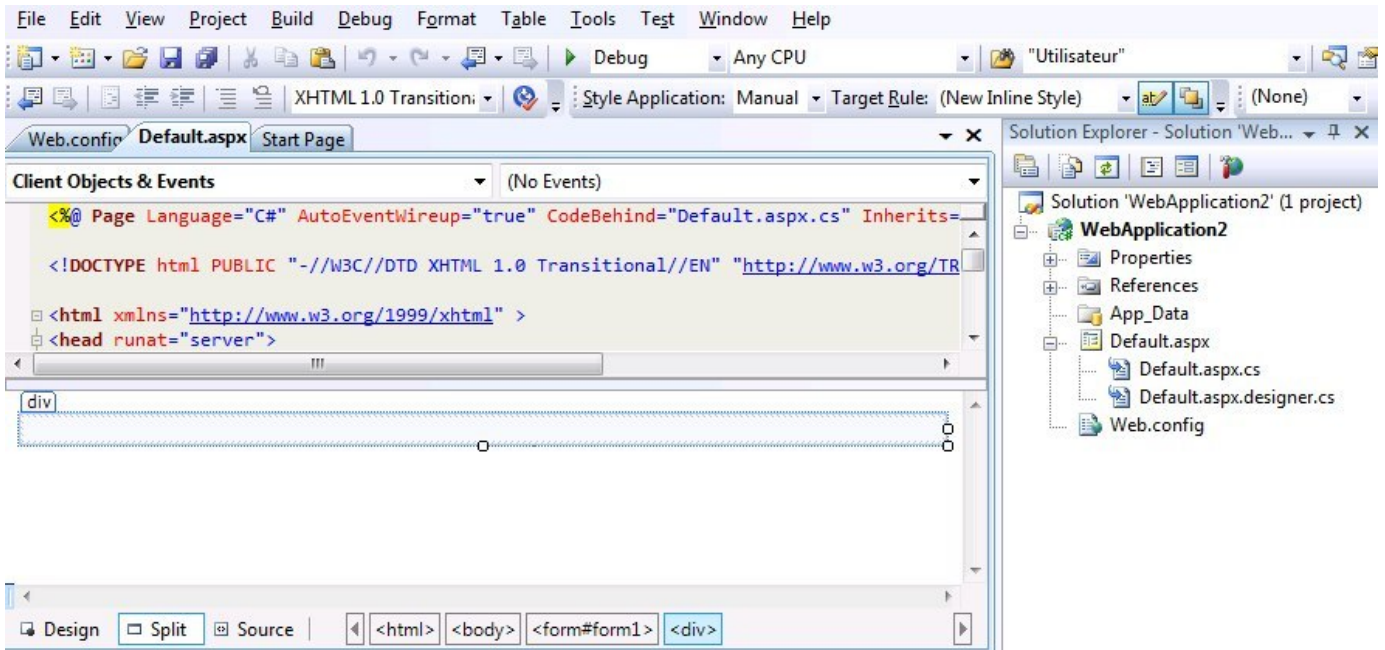 File Edit View Project Build Debug Format Table Tools Test Window Help
Debug Any CPU "Utilisateur"
XHTML 1.0 Transition: Style Application: Manual Target Rule: (New Inline Style) (None)
Web.config Default.aspx Start Page
Client Objects & Events (No Events)
<%@ Page Language="C#" AutoEventWireup="true" CodeBehind="Default.aspx.cs" Inherits=
<!DOCTYPE html PUBLIC "-//W3C//DTD XHTML 1.0 Transitional//EN" "http://www.w3.org/TR
<html xmlns="http://www.w3.org/1999/xhtml" >
<head runat="server">
div
Design Split Source <html> <body> <form#form1> <div>
Solution Explorer - Solution 'Web...
Solution 'WebApplication2' (1 project)
WebApplication2
Properties
References
App_Data
Default.aspx
Default.aspx.cs
Default.aspx.designer.cs
Web.config